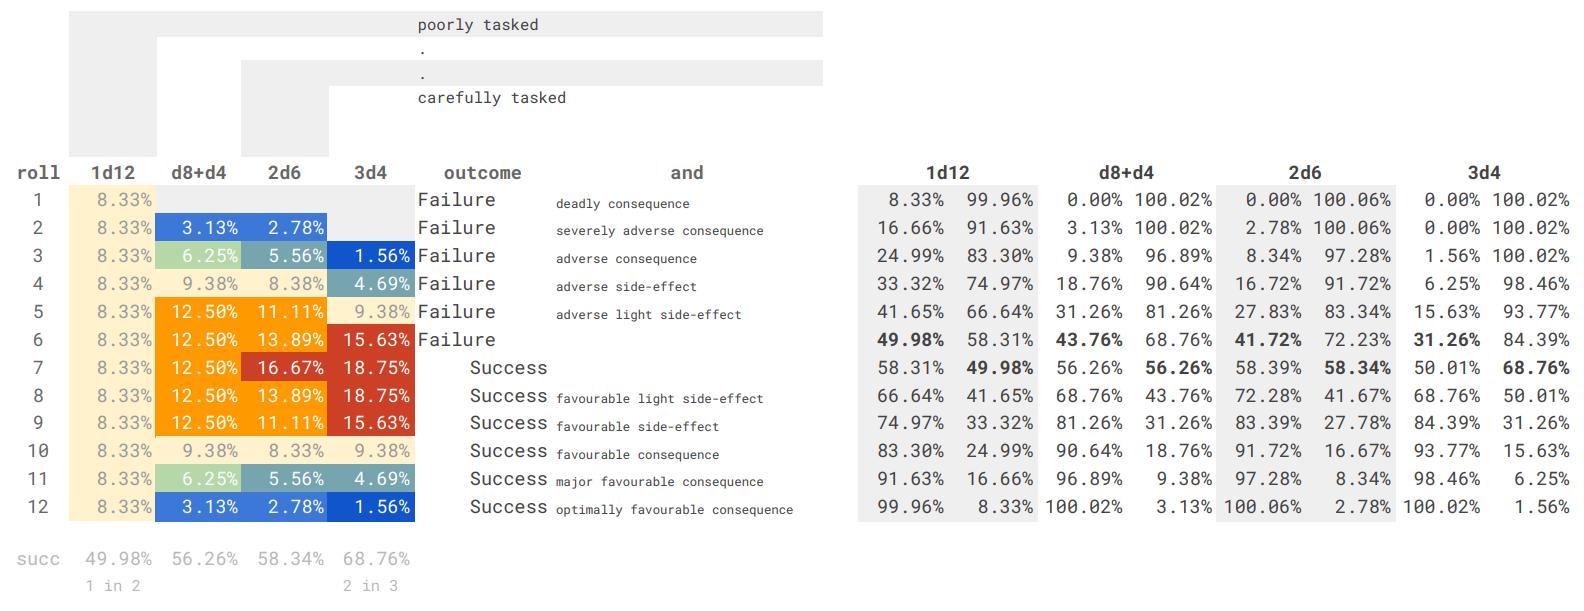 poorly tasked
.
.
carefully tasked
roll 1d12 d8+d4 2d6 3d4 outcome and 1d12 d8+d4 2d6 3d4
1 8.33% Failure deadly consequence 8.33% 99.96% 0.00% 100.02% 0.00% 100.06% 0.00% 100.02%
2 8.33% 3.13% 2.78% Failure severely adverse consequence 16.66% 91.63% 3.13% 100.02% 2.78% 100.06% 0.00% 100.02%
3 8.33% 6.25% 5.56% 1.56% Failure adverse consequence 24.99% 83.30% 9.38% 96.89% 8.34% 97.28% 1.56% 100.02%
4 8.33% 9.38% 8.38% 4.69% Failure adverse side-effect 33.32% 74.97% 18.76% 90.64% 16.72% 91.72% 6.25% 98.46%
5 8.33% 12.50% 11.11% 9.38% Failure adverse light side-effect 41.65% 66.64% 31.26% 81.26% 27.83% 83.34% 15.63% 93.77%
6 8.33% 12.50% 13.89% 15.63% Failure 49.98% 58.31% 43.76% 68.76% 41.72% 72.23% 31.26% 84.39%
7 8.33% 12.50% 16.67% 18.75% Success 58.31% 49.98% 56.26% 56.26% 58.39% 58.34% 50.01% 68.76%
8 8.33% 12.50% 13.89% 18.75% Success favourable light side-effect 66.64% 41.65% 68.76% 43.76% 72.28% 41.67% 68.76% 50.01%
9 8.33% 12.50% 11.11% 15.63% Success favourable side-effect 74.97% 33.32% 81.26% 31.26% 83.39% 27.78% 84.39% 31.26%
10 8.33% 9.38% 8.33% 9.38% Success favourable consequence 83.30% 24.99% 90.64% 18.76% 91.72% 16.67% 93.77% 15.63%
11 8.33% 6.25% 5.56% 4.69% Success major favourable consequence 91.63% 16.66% 96.89% 9.38% 97.28% 8.34% 98.46% 6.25%
12 8.33% 3.13% 2.78% 1.56% Success optimally favourable consequence 99.96% 8.33% 100.02% 3.13% 100.06% 2.78% 100.02% 1.56%
succ 49.98% 56.26% 58.34% 68.76%
1 in 2 2 in 3